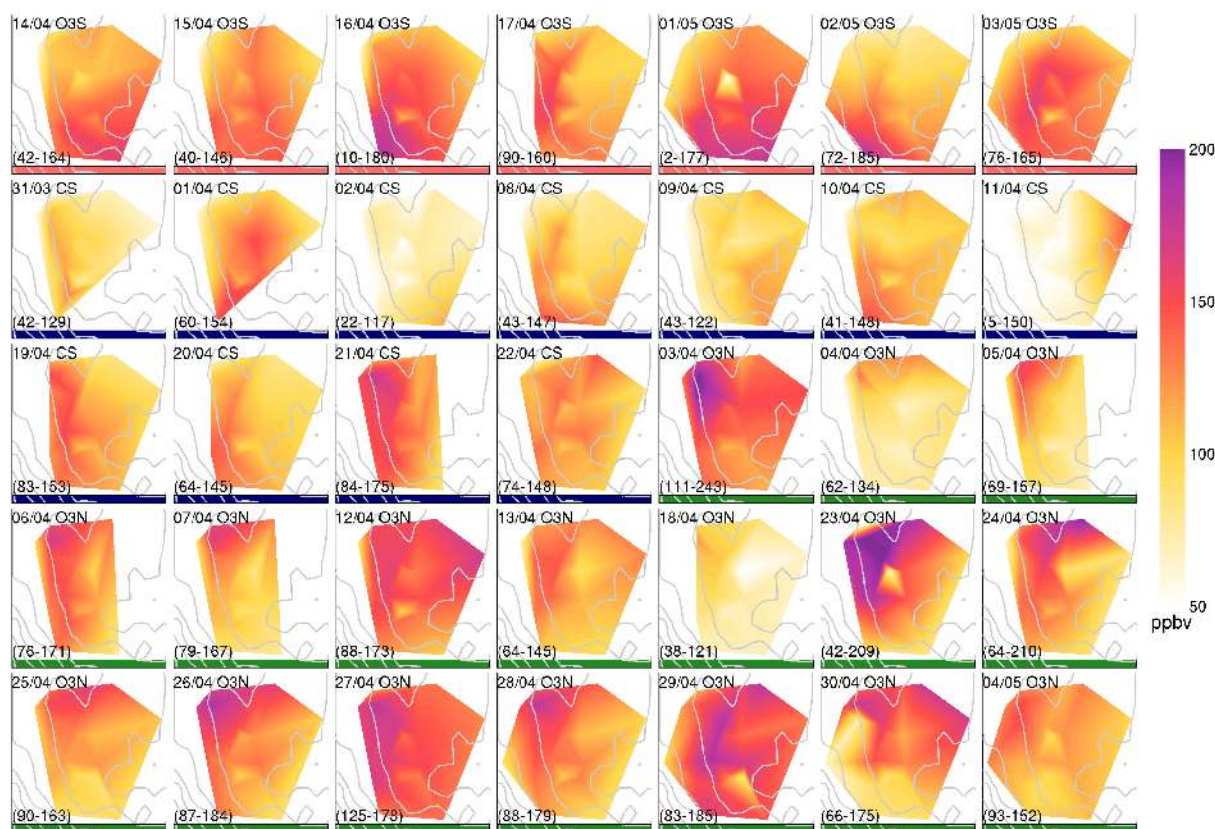 14/04 O3S 15/04 O3S 16/04 O3S 17/04 O3S 01/05 O3S 02/05 O3S 03/05 O3S
(42-164) (40-146) (10-180) (90-160) (2-177) (72-185) (76-165)
200
31/03 CS 01/04 CS 02/04 CS 08/04 CS 09/04 CS 10/04 CS 11/04 CS
150
(42-129) (60-154) (22-117) (43-147) (43-122) (41-148) (5-150)
19/04 CS 20/04 CS 21/04 CS 22/04 CS 03/04 O3N 04/04 O3N 05/04 O3N
100
(83-153) (64-145) (84-175) (74-148) (111-243) (62-134) (69-157)
06/04 O3N 07/04 O3N 12/04 O3N 13/04 O3N 18/04 O3N 23/04 O3N 24/04 O3N
50
ppbv
(76-171) (79-167) (88-173) (64-145) (38-121) (42-209) (64-210)
25/04 O3N 26/04 O3N 27/04 O3N 28/04 O3N 29/04 O3N 30/04 O3N 04/05 O3N
(90-163) (87-184) (125-179) (88-179) (83-185) (66-175) (93-152)